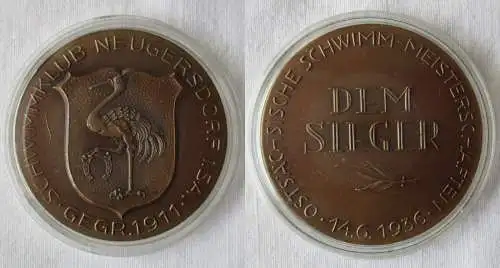 SCHWIMMKLUB NEUGERSDORF I.SA.
GEGR. 1911.
OSTSÄCHSISCHE SCHWIMM-MEISTERSCHAFTEN
DEM
SIEGER
14.6.1936